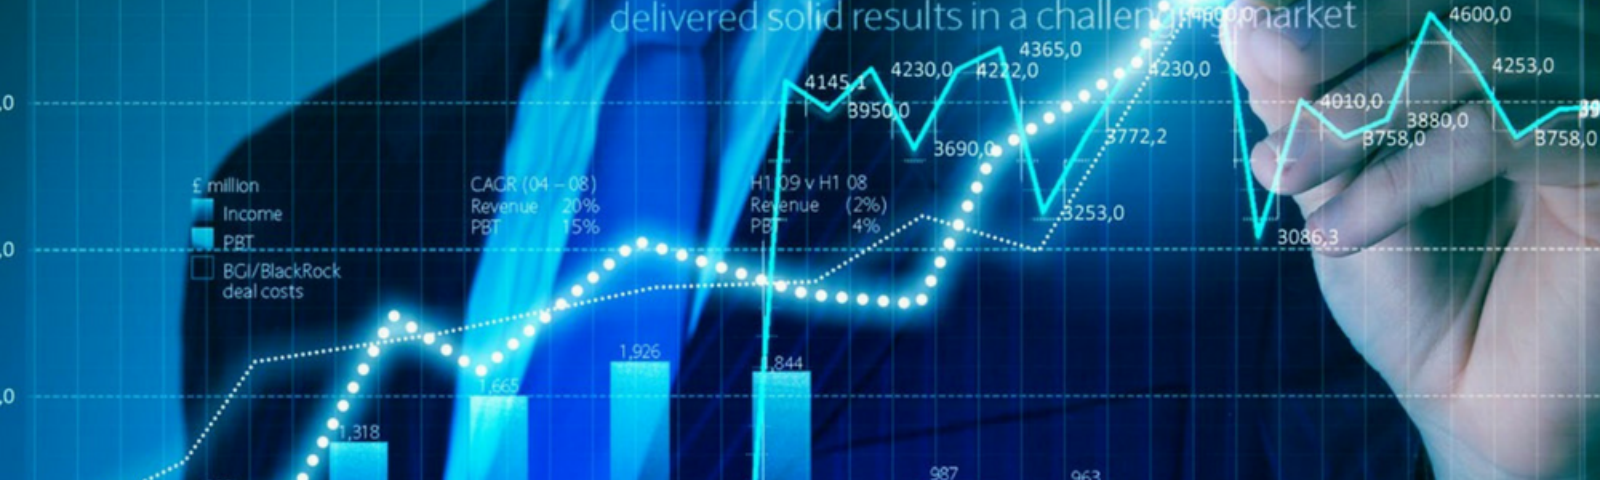 delivered solid results in a challenging market
4600,0
4365,0
4230,0
4222,0
4230,0
4253,0
4145,1
3950,0
4010,0
3880,0
3690,0
3772,2
3758,0
3758,0
3253,0
3086,3
,0
,0
,0
£ million
Income
PBT
BGI/BlackRock
deal costs
CAGR (04 – 08)
Revenue 20%
PBT 15%
H1 09 v H1 08
Revenue (2%)
PBT 4%
1,318
1,665
1,926
1,844
987
963